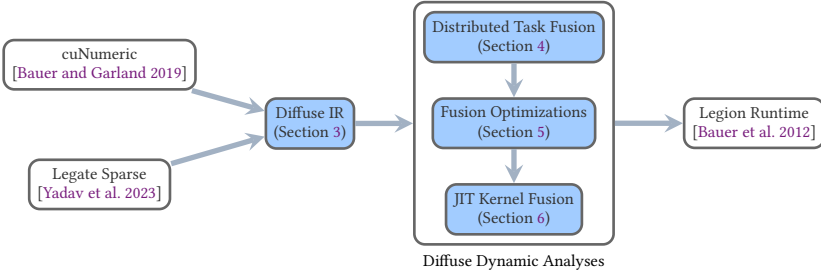 cuNumeric
[Bauer and Garland 2019]
Legate Sparse
[Yadav et al. 2023]
Diffuse IR
(Section 3)
Distributed Task Fusion
(Section 4)
Fusion Optimizations
(Section 5)
JIT Kernel Fusion
(Section 6)
Diffuse Dynamic Analyses
Legion Runtime
[Bauer et al. 2012]